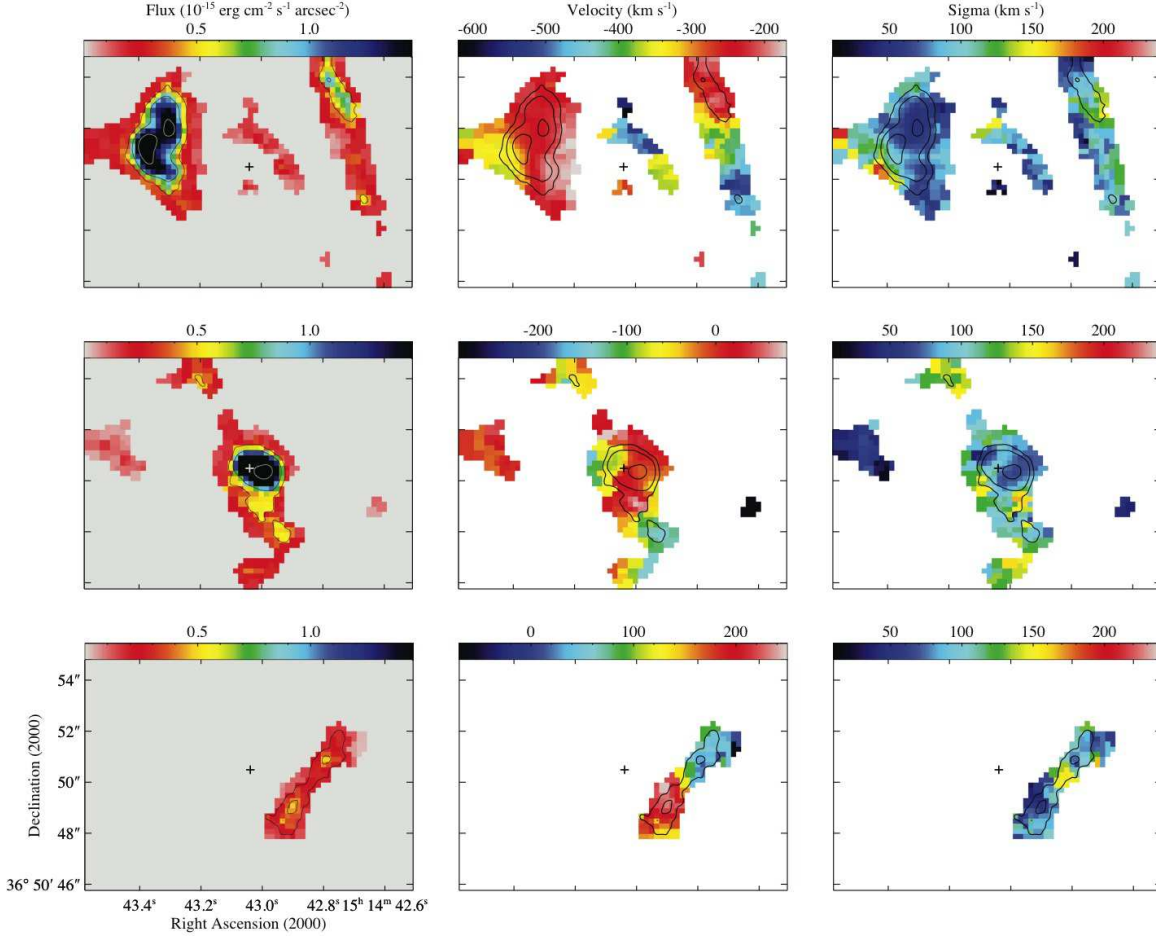 Flux (10⁻¹⁵ erg cm⁻² s⁻¹ arcsec⁻²) Velocity (km s⁻¹) Sigma (km s⁻¹)
0.5 1.0 -600 -500 -400 -300 -200 50 100 150 200
0.5 1.0 -200 -100 0 50 100 150 200
0.5 1.0 0 100 200 50 100 150 200
54″
52″
50″
48″
36° 50′ 46″
Declination (2000)
43.4ˢ 43.2ˢ 43.0ˢ 42.8ˢ 15ʰ 14ᵐ 42.6ˢ
Right Ascension (2000)